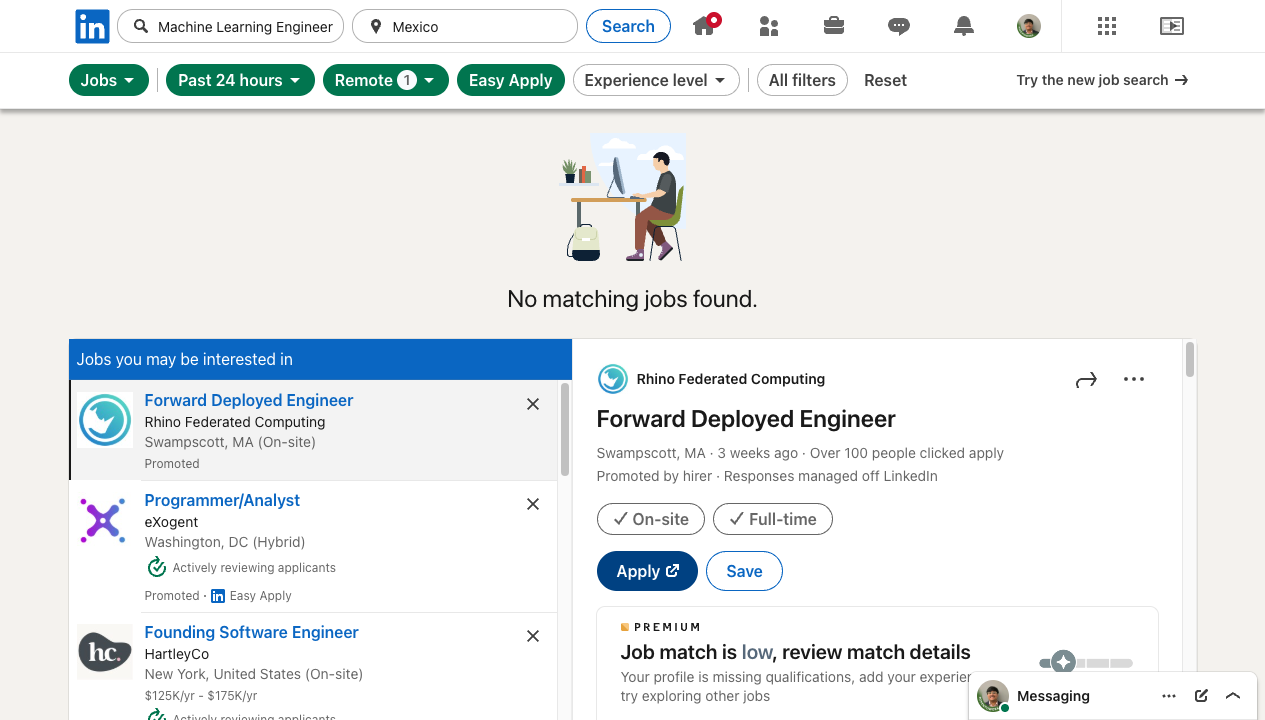 in
Machine Learning Engineer
Mexico
Search
Jobs
Past 24 hours
Remote 1
Easy Apply
Experience level
All filters
Reset
Try the new job search
No matching jobs found.
Jobs you may be interested in
Forward Deployed Engineer
Rhino Federated Computing
Swampscott, MA (On-site)
Promoted
Programmer/Analyst
eXogent
Washington, DC (Hybrid)
Actively reviewing applicants
Promoted · in Easy Apply
hc.
Founding Software Engineer
HartleyCo
New York, United States (On-site)
$125K/yr - $175K/yr
Actively reviewing applicants
Rhino Federated Computing
Forward Deployed Engineer
Swampscott, MA · 3 weeks ago · Over 100 people clicked apply
Promoted by hirer · Responses managed off LinkedIn
On-site
Full-time
Apply
Save
PREMIUM
Job match is low, review match details
Your profile is missing qualifications, add your experien
try exploring other jobs
Messaging